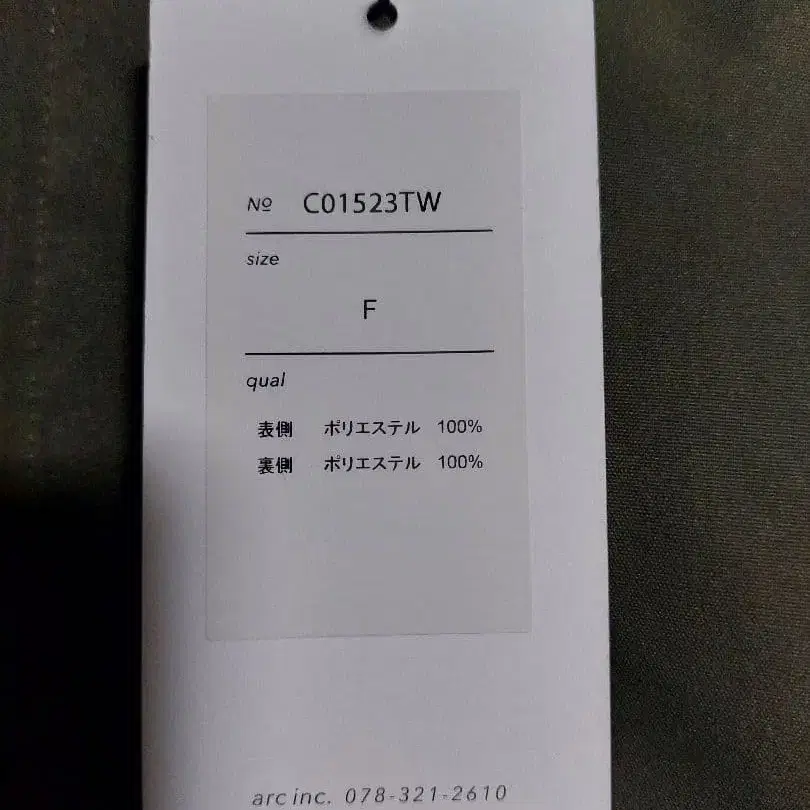 № C01523TW
size
F
qual
表側 ポリエステル 100%
裏側 ポリエステル 100%
arc inc. 078-321-2610